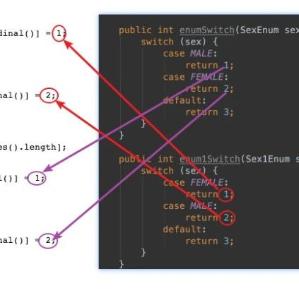 dinal()] = 1;
nal()] = 2;
es().length];
l()] = 1;
nal()] = 2;
public int enumSwitch(SexEnum se
switch (sex) {
case MALE:
return 1;
case FEMALE:
return 2;
default:
return 3;
}
}
public int enum1Switch(Sex1Enum s
switch (sex) {
case FEMALE:
return 1;
case MALE:
return 2;
default:
return 3;
}
}